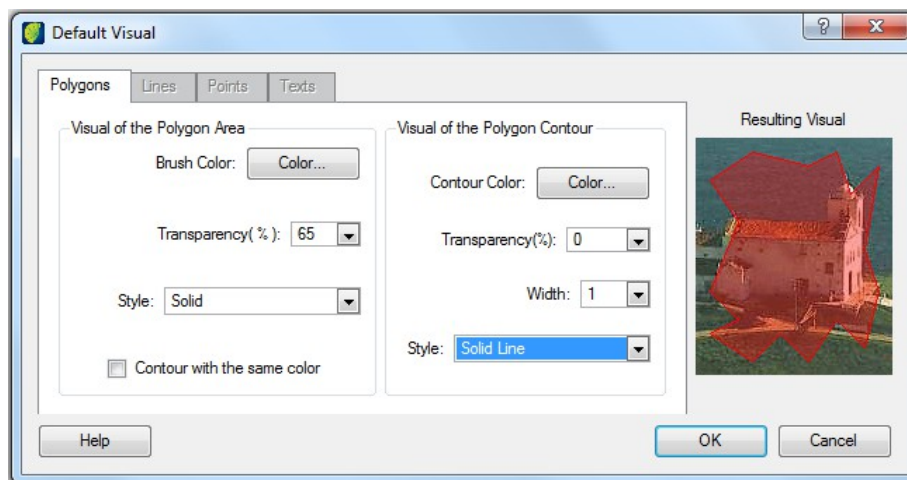 Default Visual
Polygons Lines Points Texts
Visual of the Polygon Area
Brush Color: Color...
Transparency( % ): 65
Style: Solid
Contour with the same color
Visual of the Polygon Contour
Contour Color: Color...
Transparency(%): 0
Width: 1
Style: Solid Line
Resulting Visual
Help OK Cancel